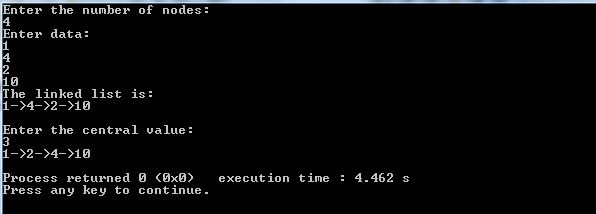 Enter the number of nodes:
4
Enter data:
1
4
2
10
The linked list is:
1->4->2->10
Enter the central value:
3
1->2->4->10
Process returned 0 (0x0)   execution time : 4.462 s
Press any key to continue.